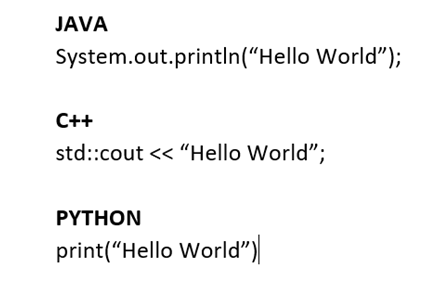 JAVA
System.out.println(“Hello World”);
C++
std::cout << “Hello World”;
PYTHON
print(“Hello World”)